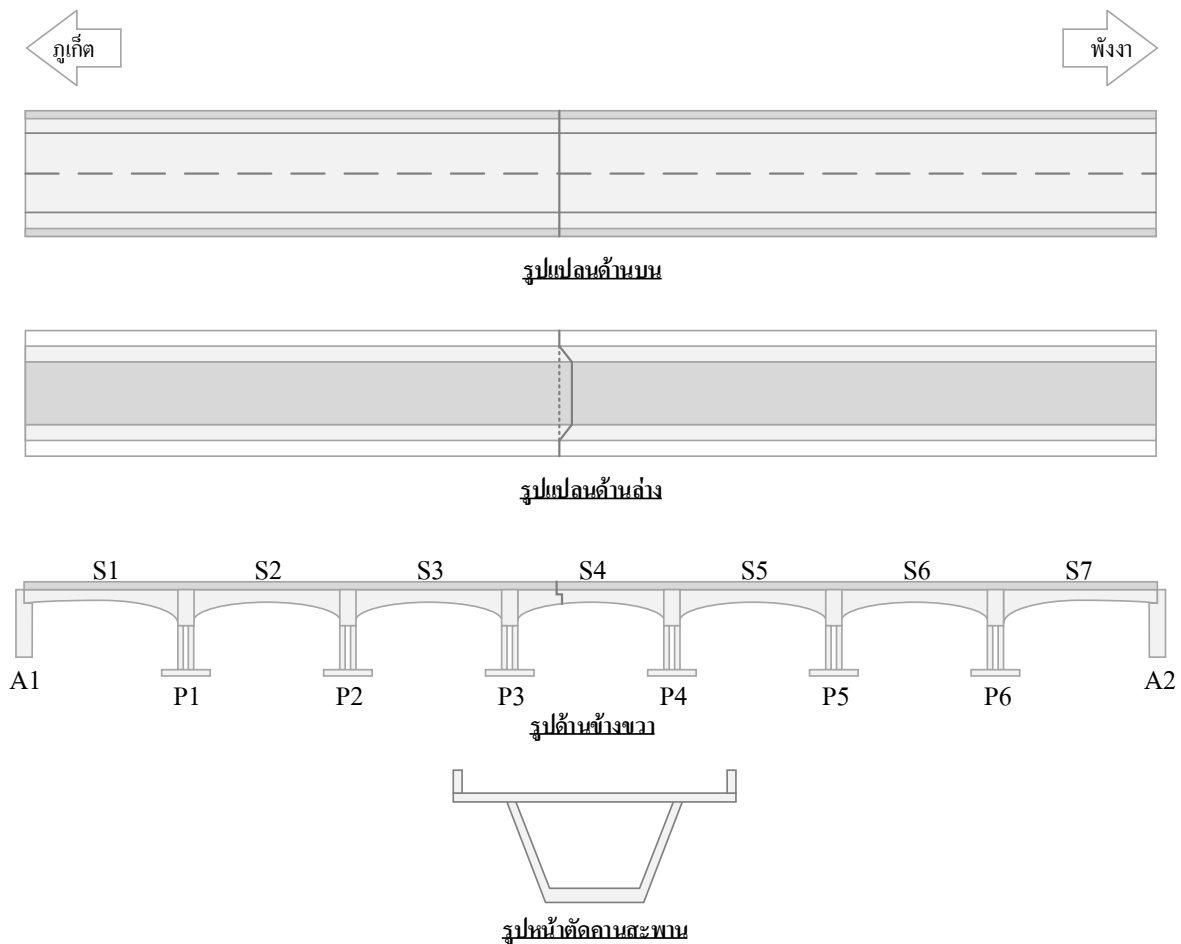 ภูเก็ต
พังงา
รูปแปลนด้านบน
รูปแปลนด้านล่าง
S1 S2 S3 S4 S5 S6 S7
A1 P1 P2 P3 P4 P5 P6 A2
รูปด้านข้างขวา
รูปหน้าตัดคานสะพาน